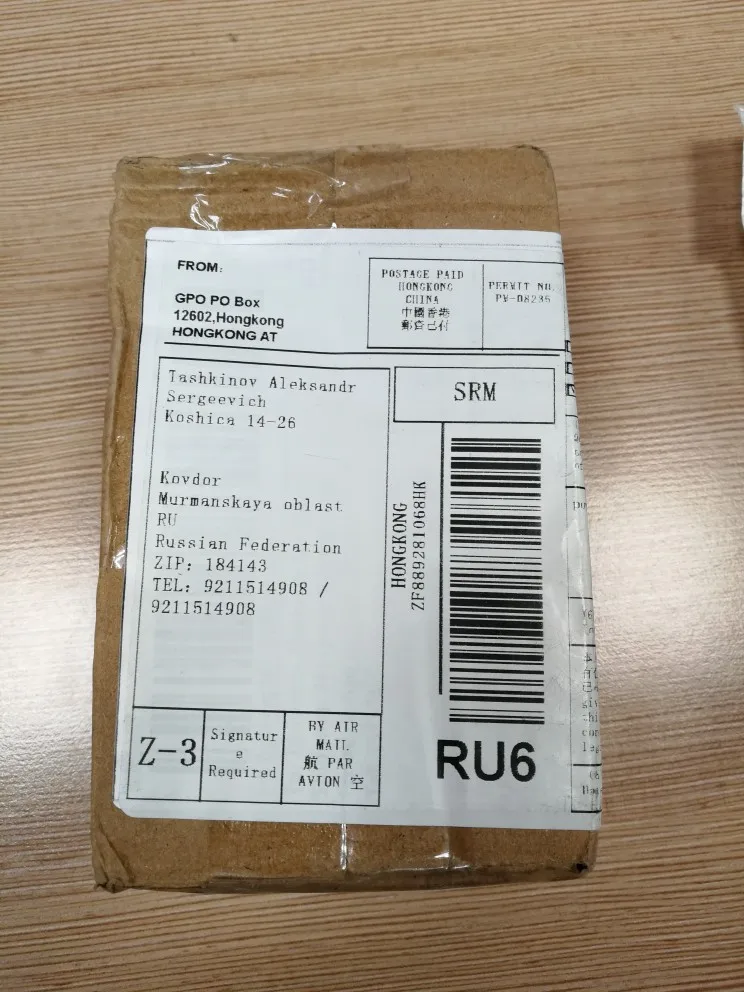 FROM:
GPO PO Box
12602,Hongkong
HONGKONG AT
POSTAGE PAID
HONGKONG
CHINA
中國香港
郵資已付
PERMIT NO.
PM-08236
Tashkinov Aleksandr
Sergeevich
Koshica 14-26
Kovdor
Murmanskaya oblast
RU
Russian Federation
ZIP: 184143
TEL: 9211514908 /
9211514908
SRM
HONGKONG
ZF889281068HK
Z-3
Signatur
e
Required
BY AIR
MAIL
航 PAR
AVION 空
RU6